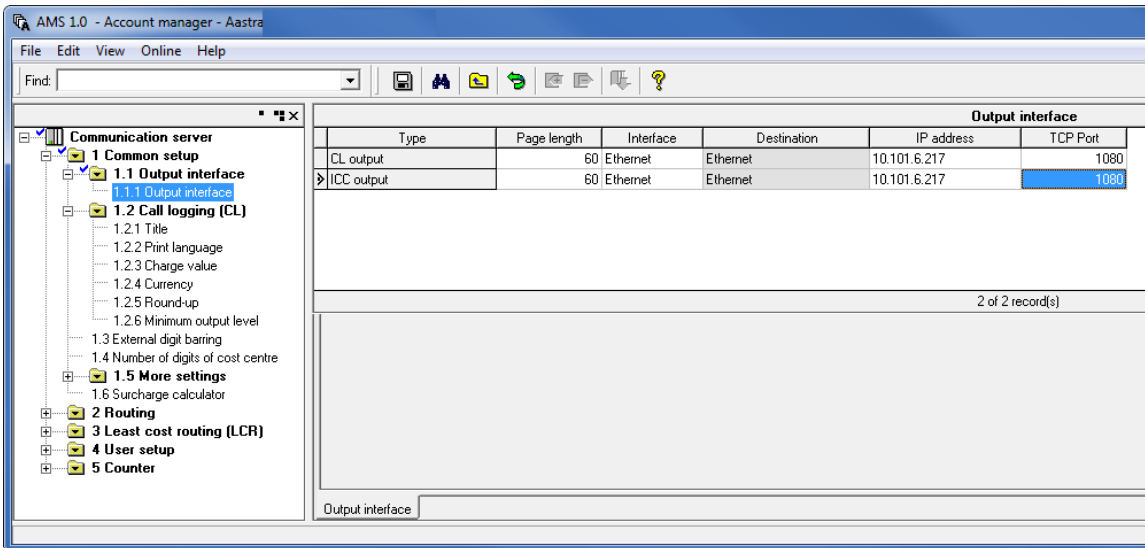 AMS 1.0 - Account manager - Aastra
File Edit View Online Help
Find:
Communication server
1 Common setup
1.1 Output interface
1.1.1 Output interface
1.2 Call logging (CL)
1.2.1 Title
1.2.2 Print language
1.2.3 Charge value
1.2.4 Currency
1.2.5 Round-up
1.2.6 Minimum output level
1.3 External digit barring
1.4 Number of digits of cost centre
1.5 More settings
1.6 Surcharge calculator
2 Routing
3 Least cost routing (LCR)
4 User setup
5 Counter
Output interface
Type Page length Interface Destination IP address TCP Port
CL output 60 Ethernet Ethernet 10.101.6.217 1080
ICC output 60 Ethernet Ethernet 10.101.6.217 1080
2 of 2 record(s)
Output interface